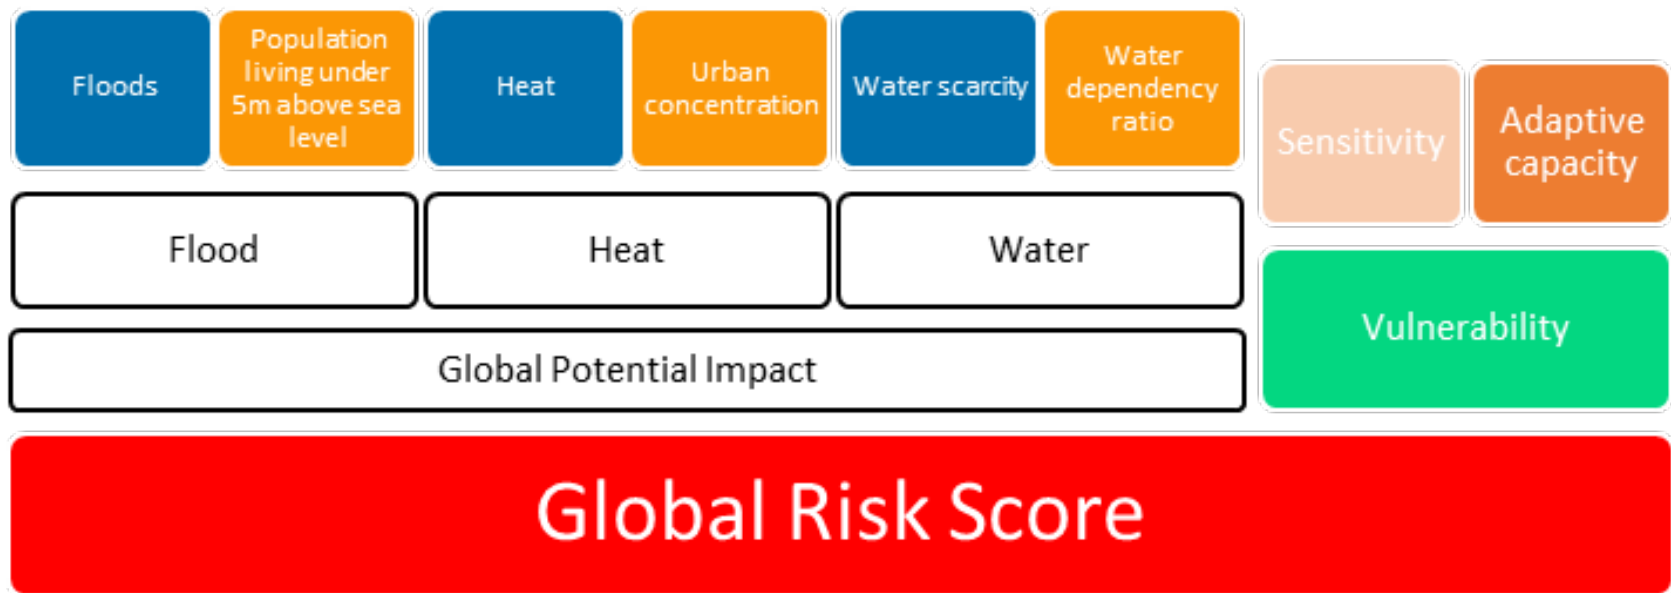 Floods
Population
living under
5m above sea
level
Heat
Urban
concentration
Water scarcity
Water
dependency
ratio
Sensitivity
Adaptive
capacity
Flood
Heat
Water
Vulnerability
Global Potential Impact
Global Risk Score